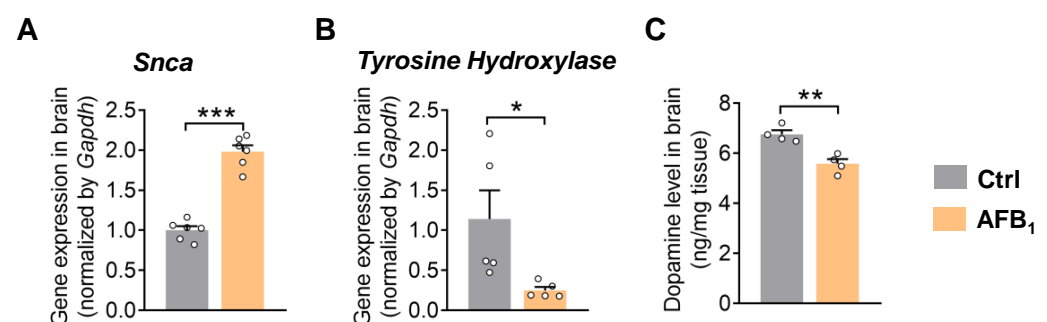 A
Snca
Gene expression in brain
(normalized by Gapdh)
2.5
2.0
1.5
1.0
0.5
0.0
***
B
Tyrosine Hydroxylase
Gene expression in brain
(normalized by Gapdh)
2.5
2.0
1.5
1.0
0.5
0.0
*
C
Dopamine level in brain
(ng/mg tissue)
8
6
4
2
0
**
Ctrl
AFB₁